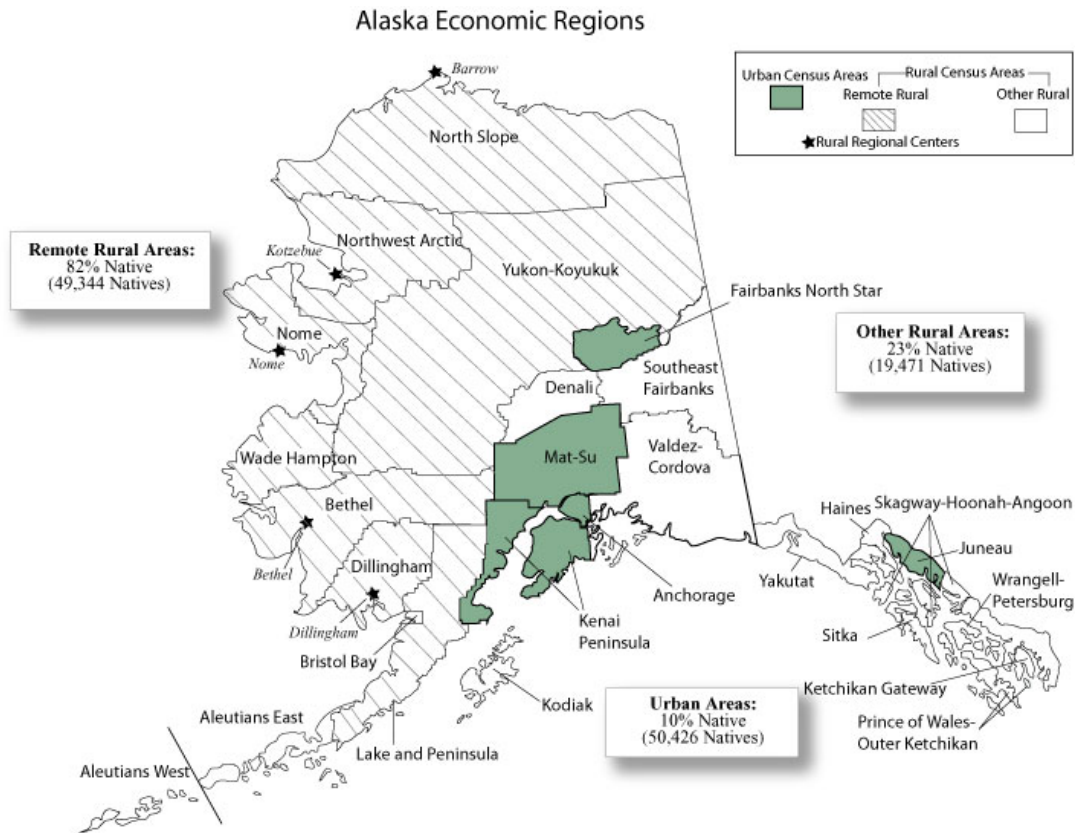 Alaska Economic Regions
Urban Census Areas
Rural Census Areas
Remote Rural
Other Rural
Rural Regional Centers
Barrow
North Slope
Remote Rural Areas:
82% Native
(49,344 Natives)
Kotzebue
Northwest Arctic
Yukon-Koyukuk
Fairbanks North Star
Other Rural Areas:
23% Native
(19,471 Natives)
Nome
Nome
Denali
Southeast
Fairbanks
Wade Hampton
Mat-Su
Valdez-
Cordova
Bethel
Bethel
Dillingham
Dillingham
Bristol Bay
Anchorage
Kenai
Peninsula
Kodiak
Skagway-Hoonah-Angoon
Haines
Juneau
Yakutat
Wrangell-
Petersburg
Sitka
Ketchikan Gateway
Prince of Wales-
Outer Ketchikan
Urban Areas:
10% Native
(50,426 Natives)
Aleutians East
Lake and Peninsula
Aleutians West